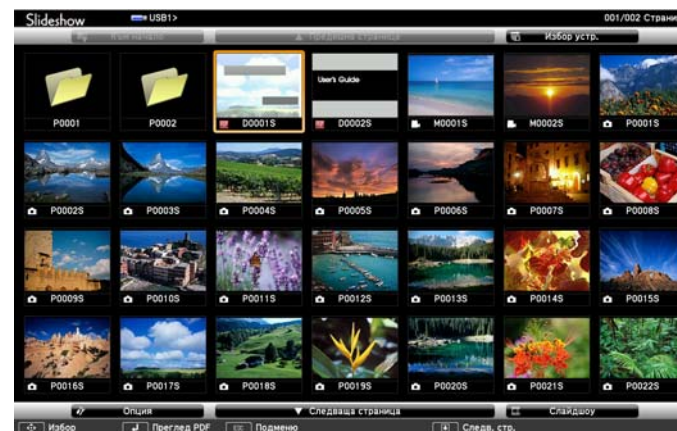 Slideshow USB1> 001/002 Страни
Към начало ▲ Предишна страница Избор устр.
User's Guide
P0001 P0002 D0001S D0002S M0001S M0002S P0001S
P0002S P0003S P0004S P0005S P0006S P0007S P0008S
P0009S P0010S P0011S P0012S P0013S P0014S P0015S
P0016S P0017S P0018S P0019S P0020S P0021S P0022S
Опция ▼ Следваща страница Слайдшоу
Избор Преглед PDF Esc Подменю Следв. стр.